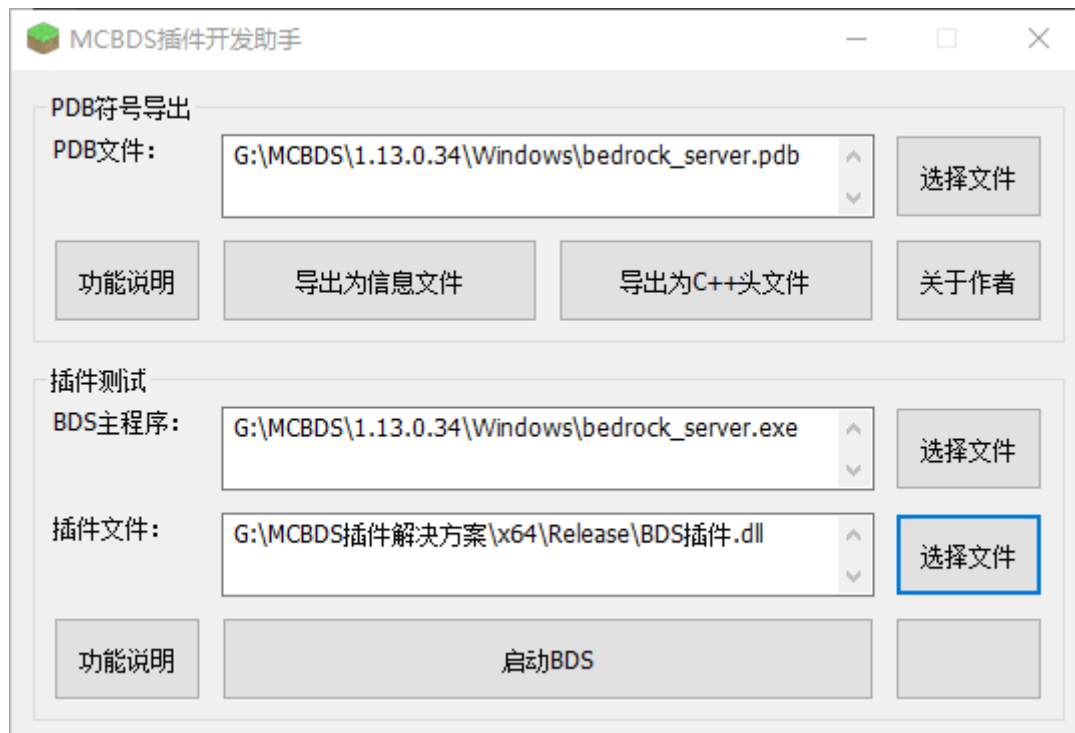 MCBDS插件开发助手
PDB符号导出
PDB文件：
G:\MCBDS\1.13.0.34\Windows\bedrock_server.pdb
选择文件
功能说明
导出为信息文件
导出为C++头文件
关于作者
插件测试
BDS主程序：
G:\MCBDS\1.13.0.34\Windows\bedrock_server.exe
选择文件
插件文件：
G:\MCBDS插件解决方案\x64\Release\BDS插件.dll
选择文件
功能说明
启动BDS